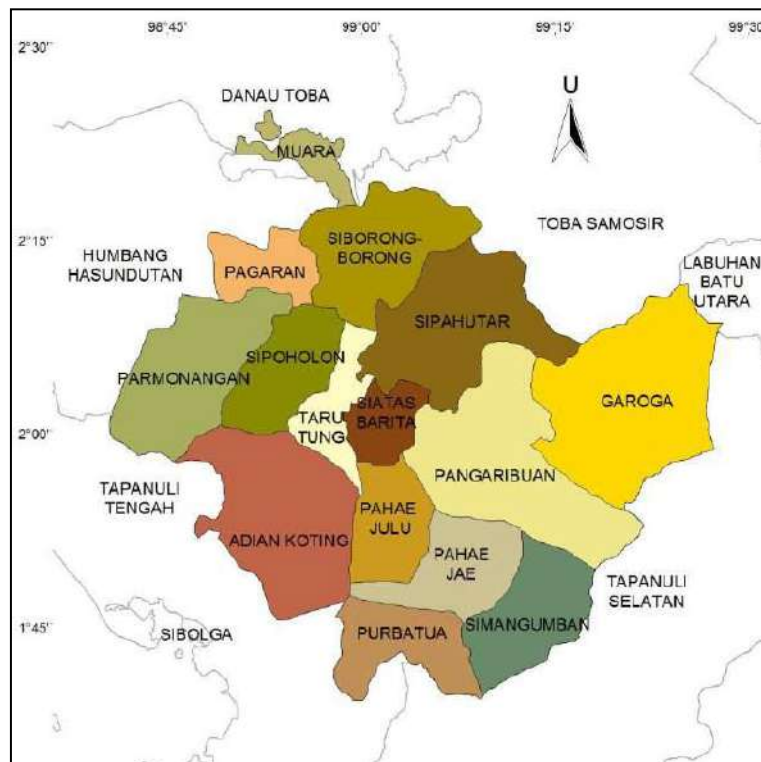 98°45'
99°00
99°15'
99°30
2°30'
U
DANAU TOBA
MUARA
2°15'
SIBORONG-
BORONG
TOBA SAMOSIR
HUMBANG
HASUNDUTAN
PAGARAN
LABUHAN
BATU
UTARA
SIPAHUTAR
SIPOHOLON
PARMONANGAN
SIATAS
BARITA
GAROGA
TARU
TUNG
2°00'
PANGARIBUAN
TAPANULI
TENGAH
PAHAE
JULU
ADIAN KOTING
PAHAE
JAE
TAPANULI
SELATAN
1°45'
SIBOLGA
PURBATUA
SIMANGUMBAN